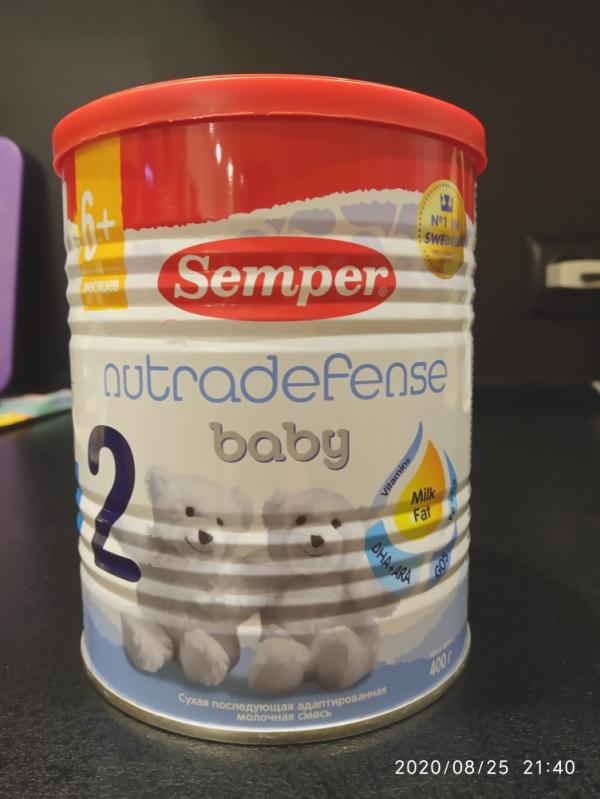 6+
месяцев
№1 IN
SWEDEN
Semper
nutradefense
baby
2
Vitamins
Milk
Fat
DHA+ARA
GOS
400 г
Сухая последующая адаптированная
молочная смесь
2020/08/25 21:40